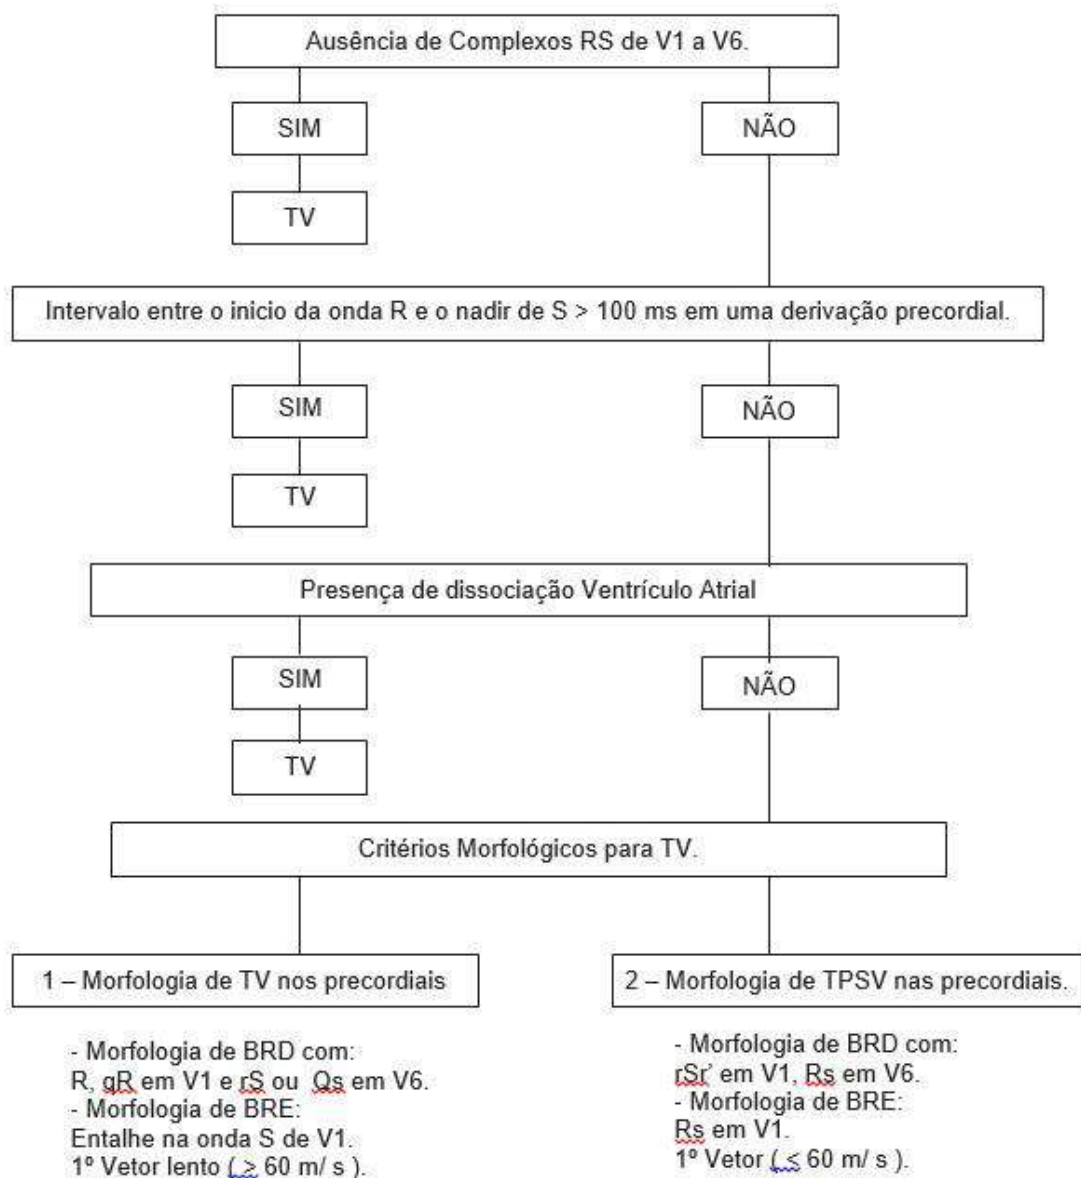 Ausência de Complexos RS de V1 a V6.
SIM
NÃO
TV
Intervalo entre o inicio da onda R e o nadir de S > 100 ms em uma derivação precordial.
SIM
NÃO
TV
Presença de dissociação Ventrículo Atrial
SIM
NÃO
TV
Critérios Morfológicos para TV.
1 – Morfologia de TV nos precordiais
- Morfologia de BRD com:
R, qR em V1 e rS ou Qs em V6.
- Morfologia de BRE:
Entalhe na onda S de V1.
1º Vetor lento ( ≥ 60 m/ s ).
2 – Morfologia de TPSV nas precordiais.
- Morfologia de BRD com:
rSr’ em V1, Rs em V6.
- Morfologia de BRE:
Rs em V1.
1º Vetor ( ≤ 60 m/ s ).